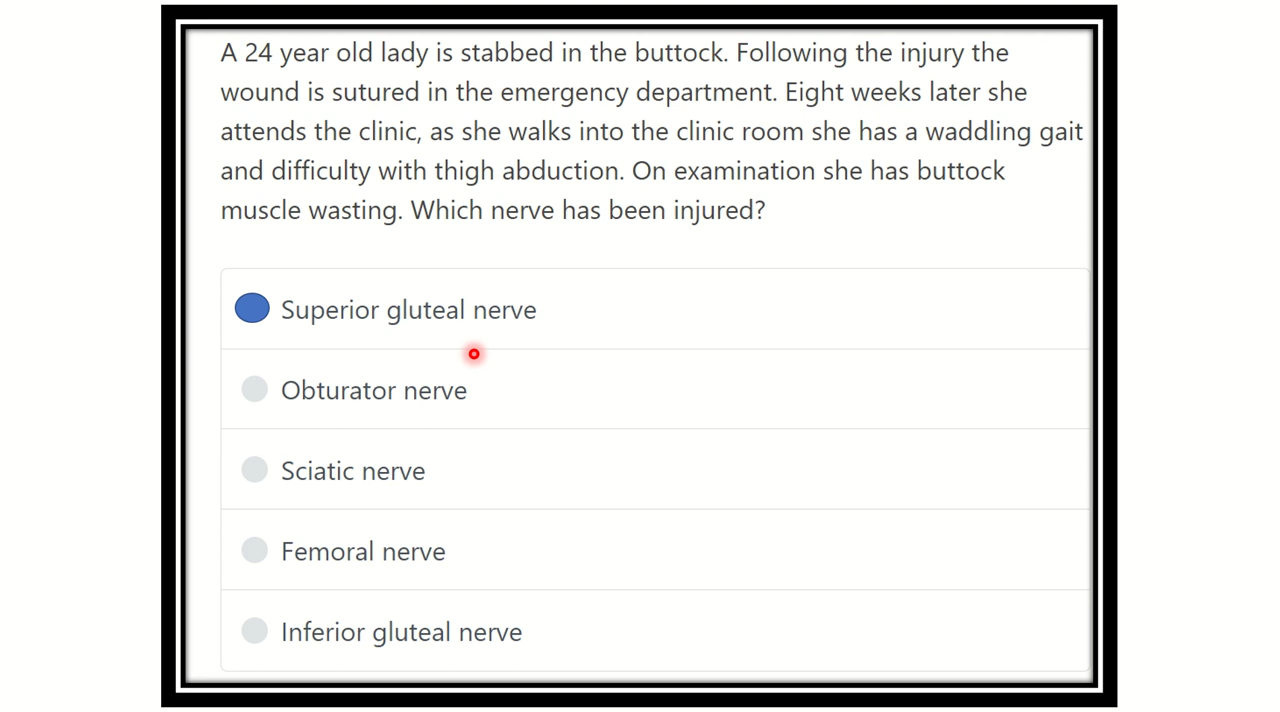 A 24 year old lady is stabbed in the buttock. Following the injury the
wound is sutured in the emergency department. Eight weeks later she
attends the clinic, as she walks into the clinic room she has a waddling gait
and difficulty with thigh abduction. On examination she has buttock
muscle wasting. Which nerve has been injured?
Superior gluteal nerve
Obturator nerve
Sciatic nerve
Femoral nerve
Inferior gluteal nerve